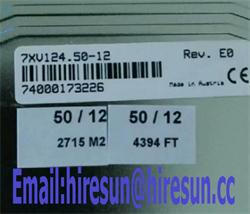 7XV124.50-12 Rev. E0
Made in Austria CE
74000173226
50 / 12 50 / 12
2715 M2 4394 FT
Email:hiresun@hiresun.cc